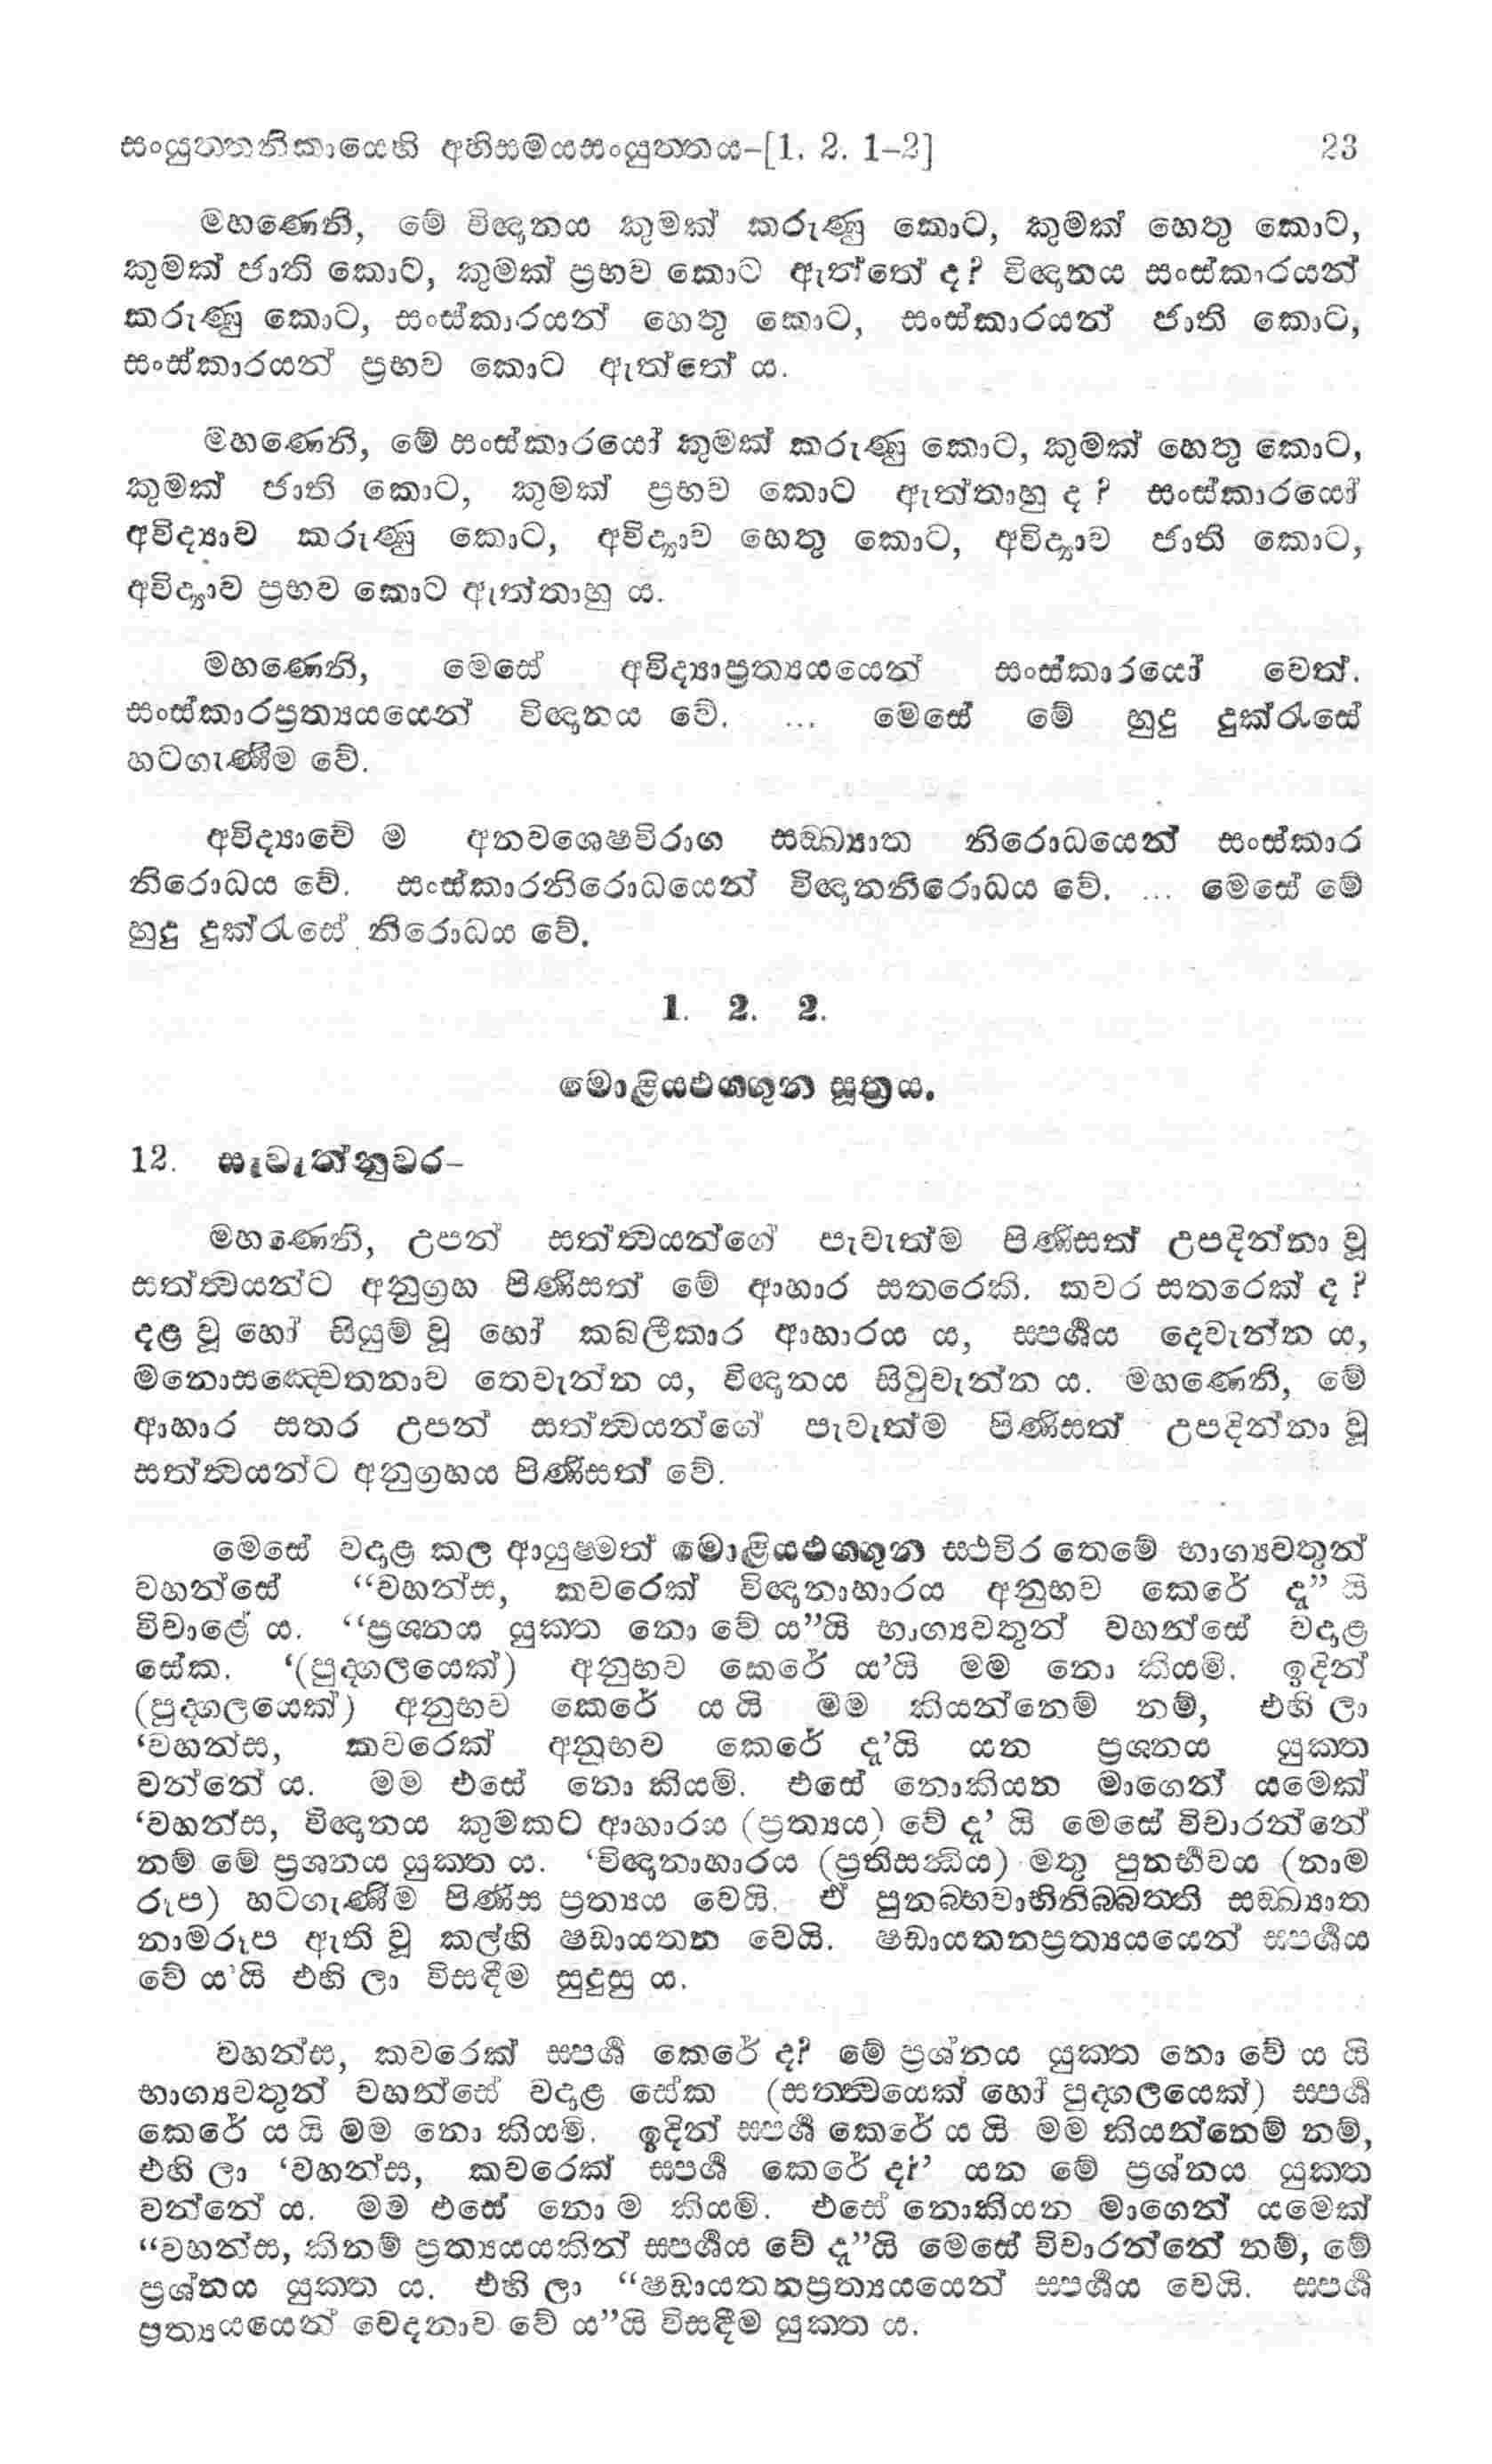 සංයුත්තනිකායෙහි අභිසමයසංයුත්තය–[1. 2. 1–2] 23
මහණෙනි, මේ විඥානය කුමක් කරුණු කොට, කුමක් හෙතු කොට,
කුමක් ජාති කොට, කුමක් ප්‍රභව කොට ඇත්තේ ද? විඥානය සංස්කාරයන්
කරුණු කොට, සංස්කාරයන් හෙතු කොට, සංස්කාරයන් ජාති කොට,
සංස්කාරයන් ප්‍රභව කොට ඇත්තේ ය.
මහණෙනි, මේ සංස්කාරයෝ කුමක් කරුණු කොට, කුමක් හෙතු කොට,
කුමක් ජාති කොට, කුමක් ප්‍රභව කොට ඇත්තාහු ද? සංස්කාරයෝ
අවිද්‍යාව කරුණු කොට, අවිද්‍යාව හෙතු කොට, අවිද්‍යාව ජාති කොට,
අවිද්‍යාව ප්‍රභව කොට ඇත්තාහු ය.
මහණෙනි, මෙසේ අවිද්‍යාප්‍රත්‍යයයෙන් සංස්කාරයෝ වෙත්.
සංස්කාරප්‍රත්‍යයයෙන් විඥානය වේ. ... මෙසේ මේ හුදු දුක්රැසේ
හටගැණීම වේ.
අවිද්‍යාවේ ම අනවශෙෂවිරාග සඞ්ඛ්‍යාත නිරොධයෙන් සංස්කාර
නිරොධය වේ. සංස්කාරනිරොධයෙන් විඥානනිරොධය වේ. ... මෙසේ මේ
හුදු දුක්රැසේ නිරොධය වේ.
1. 2. 2.
මොළියඵග්ගුන සූත්‍රය.
12. සැවැත්නුවර–
මහණෙනි, උපන් සත්ත්‍වයන්ගේ පැවැත්ම පිණිසත් උපදින්නා වූ
සත්ත්‍වයන්ට අනුග්‍රහ පිණිසත් මේ ආහාර සතරෙකි. කවර සතරෙක් ද?
දළ වූ හෝ සියුම් වූ හෝ කබලීකාර ආහාරය ය, ස්පර්‍ශය දෙවැන්න ය,
මනොසඤ්චෙතනාව තෙවැන්න ය, විඥානය සිවුවැන්න ය. මහණෙනි, මේ
ආහාර සතර උපන් සත්ත්‍වයන්ගේ පැවැත්ම පිණිසත් උපදින්නා වූ
සත්ත්‍වයන්ට අනුග්‍රහය පිණිසත් වේ.
මෙසේ වදාළ කල ආයුෂ්මත් මොළියඵග්ගුන ස්ථවිර තෙමේ භාග්‍යවතුන්
වහන්සේ “වහන්ස, කවරෙක් විඥානාහාරය අනුභව කෙරේ දැ” යි
විචාළේ ය. “ප්‍රශ්නය යුක්ත නො වේ ය”යි භාග්‍යවතුන් වහන්සේ වදාළ
සේක. ‘(පුද්ගලයෙක්) අනුභව කෙරේ ය’යි මම නො කියමි. ඉදින්
(පුද්ගලයෙක්) අනුභව කෙරේ ය යි මම කියන්නෙම් නම්, එහි ලා
‘වහන්ස, කවරෙක් අනුභව කෙරේ දැ’යි යන ප්‍රශ්නය යුක්ත
වන්නේ ය. මම එසේ නො කියමි. එසේ නොකියන මාගෙන් යමෙක්
‘වහන්ස, විඥානය කුමකට ආහාරය (ප්‍රත්‍යය) වේ දැ’ යි මෙසේ විචාරන්නේ
නම් මේ ප්‍රශ්නය යුක්ත ය. ‘විඥානාහාරය (ප්‍රතිසන්ධිය) මතු පුනර්භවය (නාම
රූප) හටගැණීම පිණිස ප්‍රත්‍යය වෙයි. ඒ පුනබ්භවාභිනිබ්බත්ති සඞ්ඛ්‍යාත
නාමරූප ඇති වූ කල්හි ෂඩායතන වෙයි. ෂඩායතනප්‍රත්‍යයයෙන් ස්පර්‍ශය
වේ ය’යි එහි ලා විසඳීම සුදුසු ය.
වහන්ස, කවරෙක් ස්පර්‍ශ කෙරේ ද? මේ ප්‍රශ්නය යුක්ත නො වේ ය යි
භාග්‍යවතුන් වහන්සේ වදාළ සේක (සත්ත්‍වයෙක් හෝ පුද්ගලයෙක්) ස්පර්‍ශ
කෙරේ ය යි මම නො කියමි. ඉදින් ස්පර්‍ශ කෙරේ ය යි මම කියන්නෙම් නම්,
එහි ලා ‘වහන්ස, කවරෙක් ස්පර්‍ශ කෙරේ ද?’ යන මේ ප්‍රශ්නය යුක්ත
වන්නේ ය. මම එසේ නො ම කියමි. එසේ නොකියන මාගෙන් යමෙක්
“වහන්ස, කිනම් ප්‍රත්‍යයයකින් ස්පර්‍ශය වේ දැ”යි මෙසේ විචාරන්නේ නම්, මේ
ප්‍රශ්නය යුක්ත ය. එහි ලා “ෂඩායතනප්‍රත්‍යයයෙන් ස්පර්‍ශය වෙයි. ස්පර්‍ශ
ප්‍රත්‍යයයෙන් වේදනාව වේ ය”යි විසඳීම යුක්ත ය.